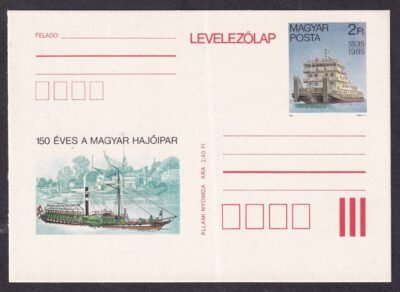 FELADÓ:
LEVELEZŐLAP
MAGYAR
POSTA
2Ft
1835
1985
150 ÉVES A MAGYAR HAJÓIPAR
ÁLLAMI NYOMDA ÁRA 2,40 Ft